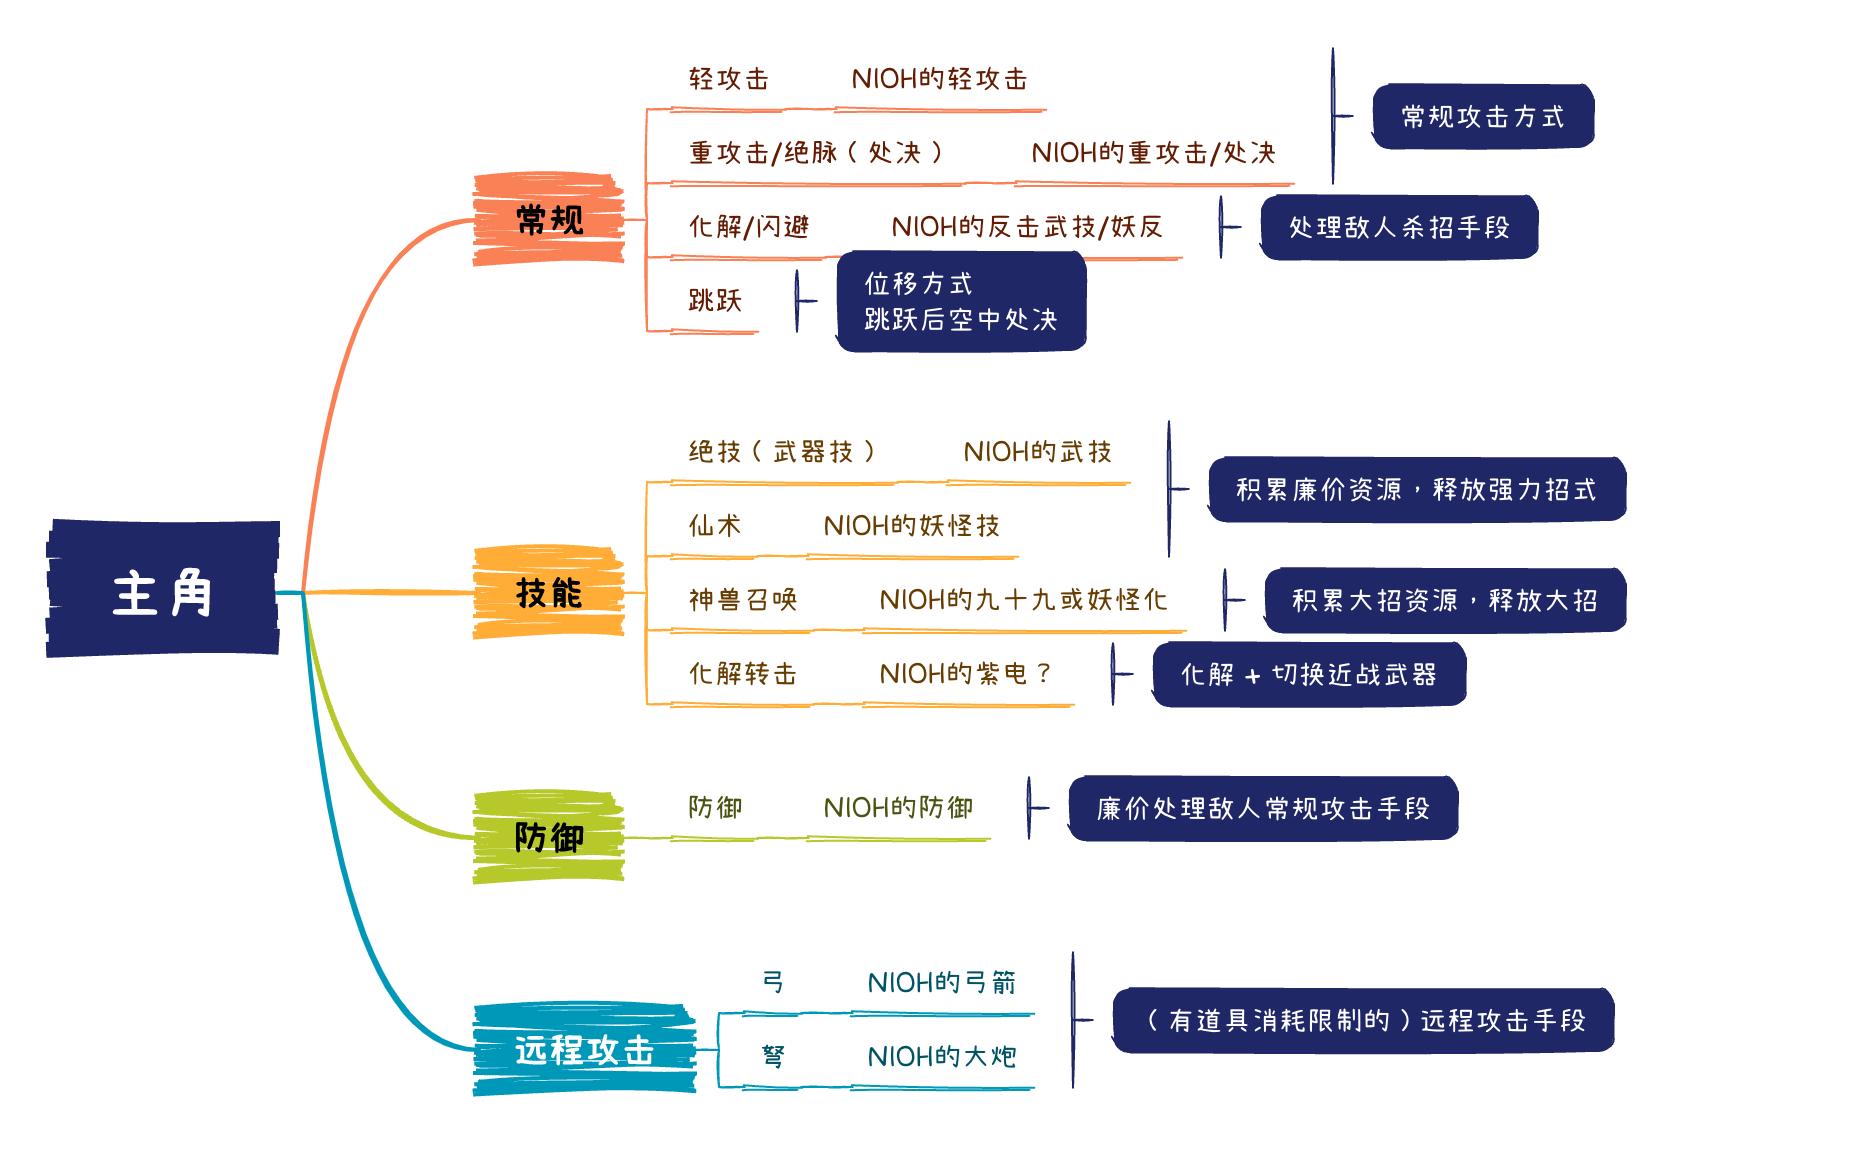 主角
常规
轻攻击
NIOH的轻攻击
重攻击/绝脉（处决）
NIOH的重攻击/处决
常规攻击方式
化解/闪避
NIOH的反击武技/妖反
处理敌人杀招手段
跳跃
位移方式
跳跃后空中处决
技能
绝技（武器技）
NIOH的武技
仙术
NIOH的妖怪技
积累廉价资源，释放强力招式
神兽召唤
NIOH的九十九或妖怪化
积累大招资源，释放大招
化解转击
NIOH的紫电？
化解 + 切换近战武器
防御
防御
NIOH的防御
廉价处理敌人常规攻击手段
远程攻击
弓
NIOH的弓箭
弩
NIOH的大炮
（有道具消耗限制的）远程攻击手段